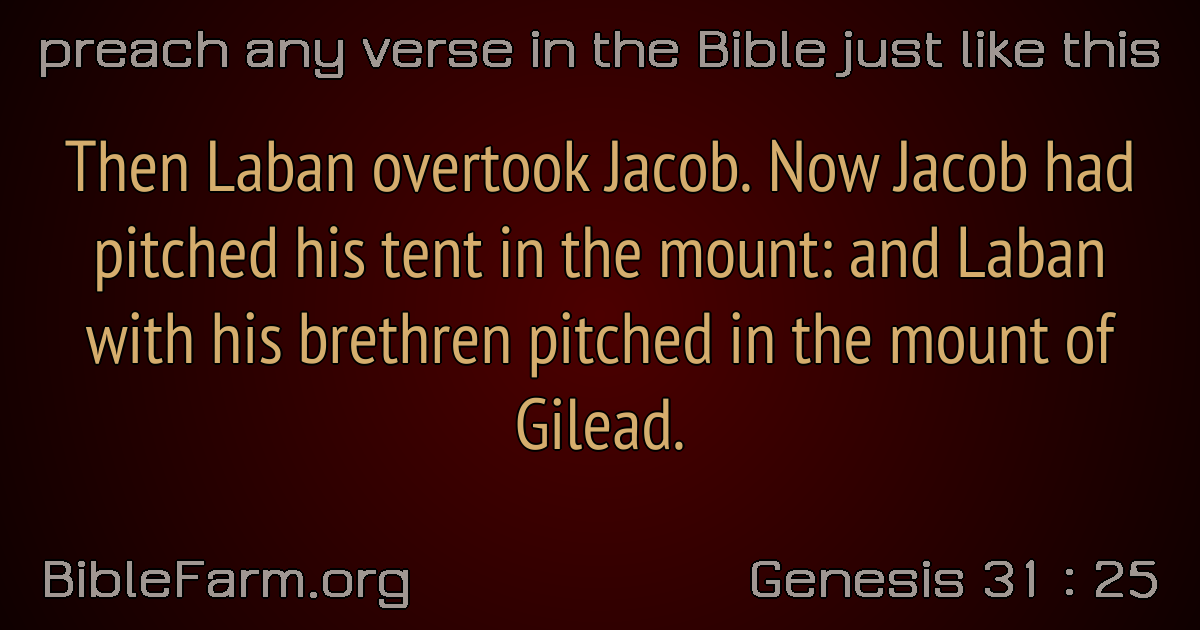 preach any verse in the Bible just like this
Then Laban overtook Jacob. Now Jacob had
pitched his tent in the mount: and Laban
with his brethren pitched in the mount of
Gilead.
BibleFarm.org
Genesis 31 : 25